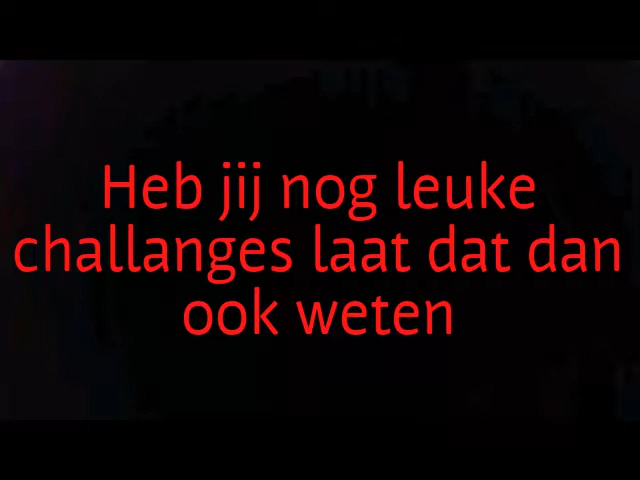 Heb jij nog leuke
challanges laat dat dan
ook weten